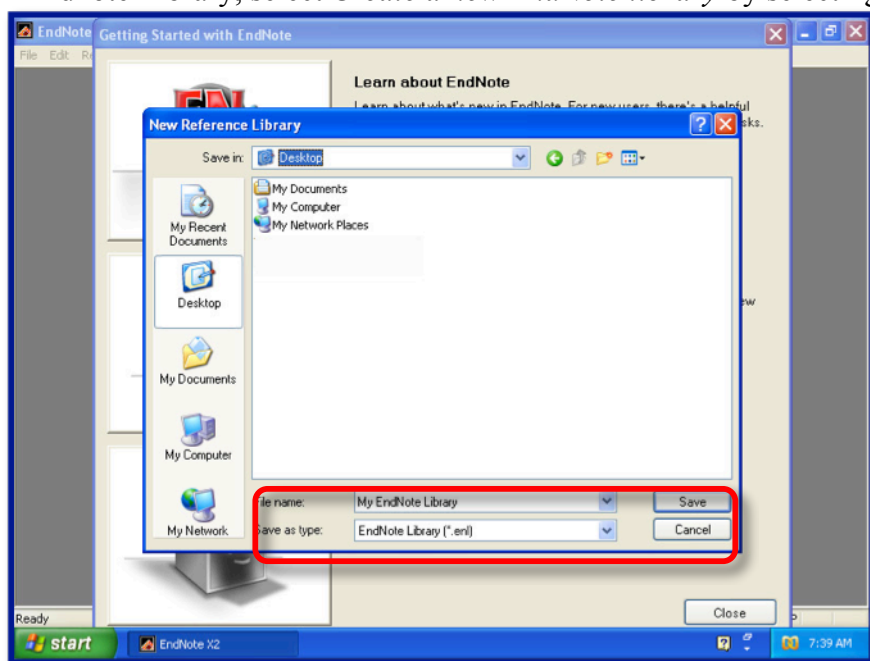 EndNote
Getting Started with EndNote
File Edit
Learn about EndNote
Learn about what's new in EndNote. For new users, there's a helpful
sks.
New Reference Library
Save in:
Desktop
My Recent
Documents
Desktop
My Documents
My Computer
My Network
My Documents
My Computer
My Network Places
ew
File name:
My EndNote Library
Save
Save as type:
EndNote Library (*.enl)
Cancel
Close
Ready
start
EndNote X2
7:39 AM